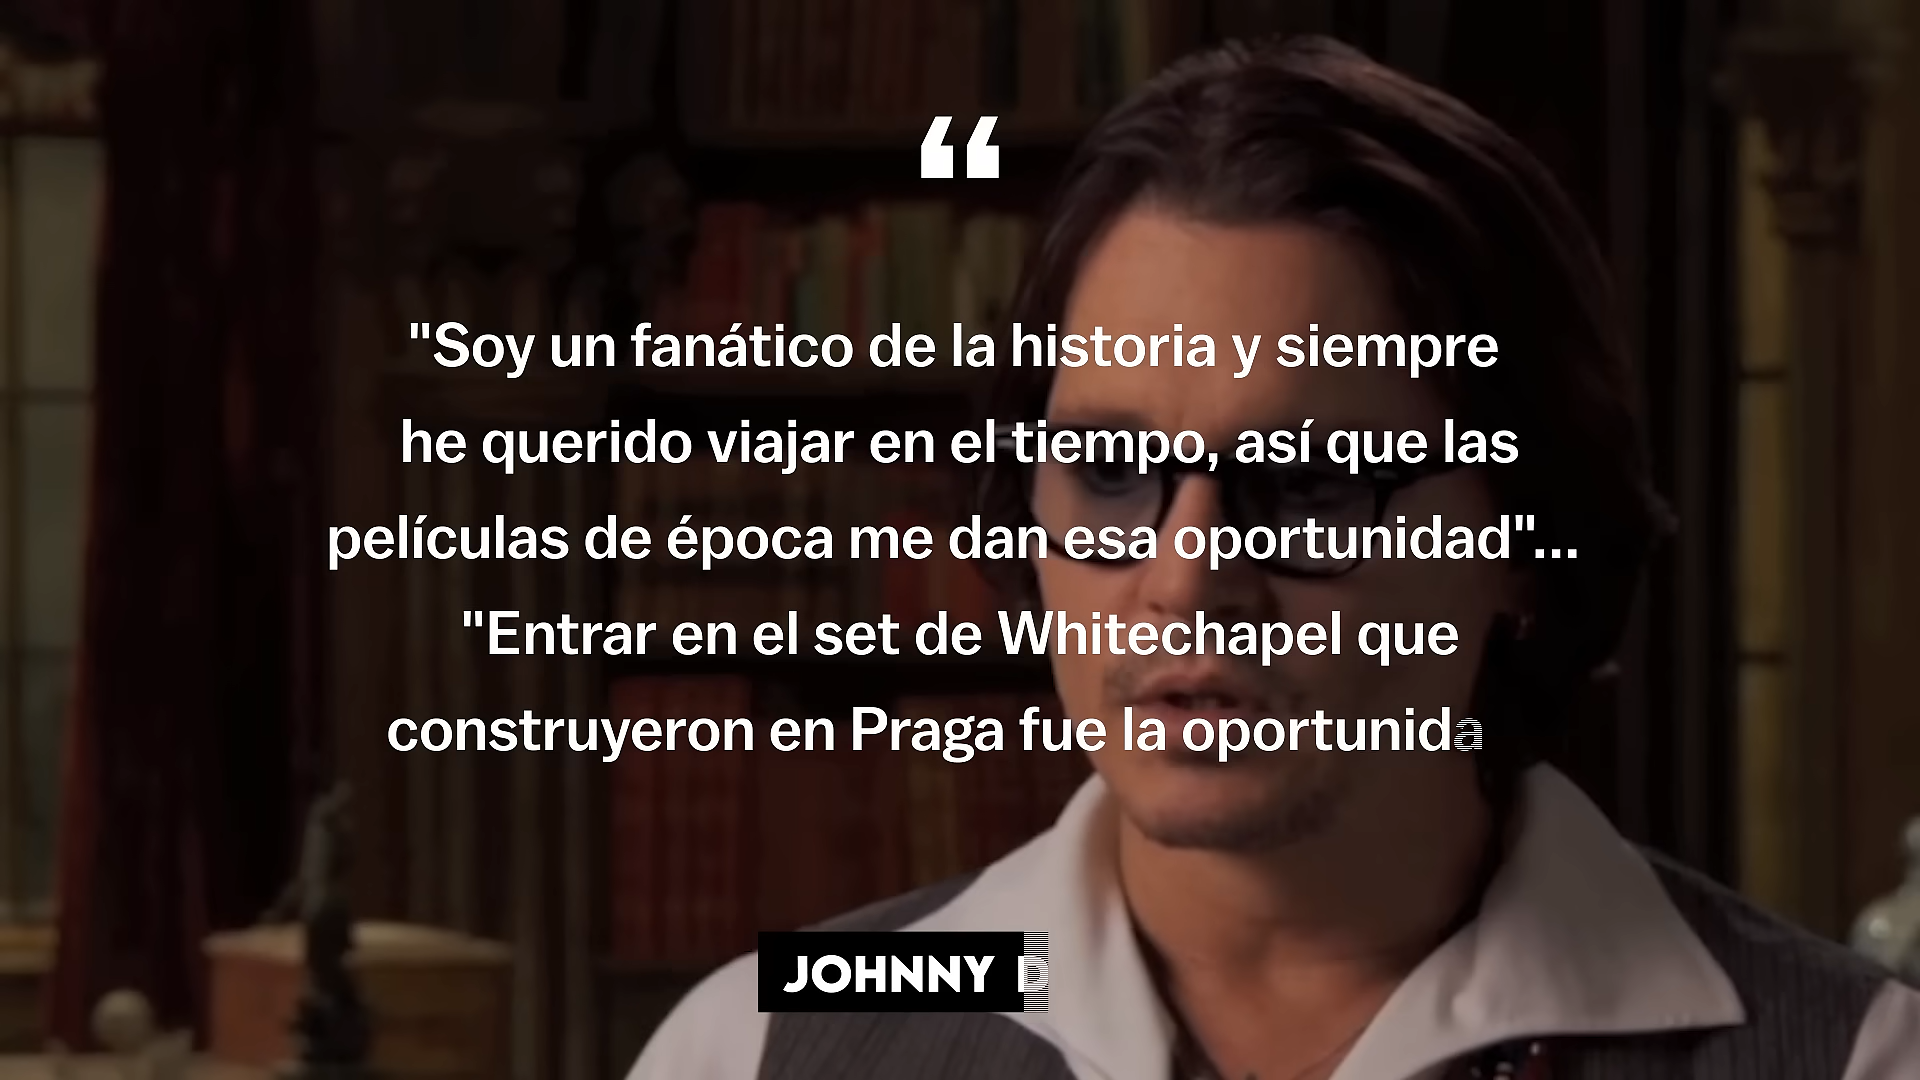 “
"Soy un fanático de la historia y siempre
he querido viajar en el tiempo, así que las
películas de época me dan esa oportunidad"...
"Entrar en el set de Whitechapel que
construyeron en Praga fue la oportunida
JOHNNY D